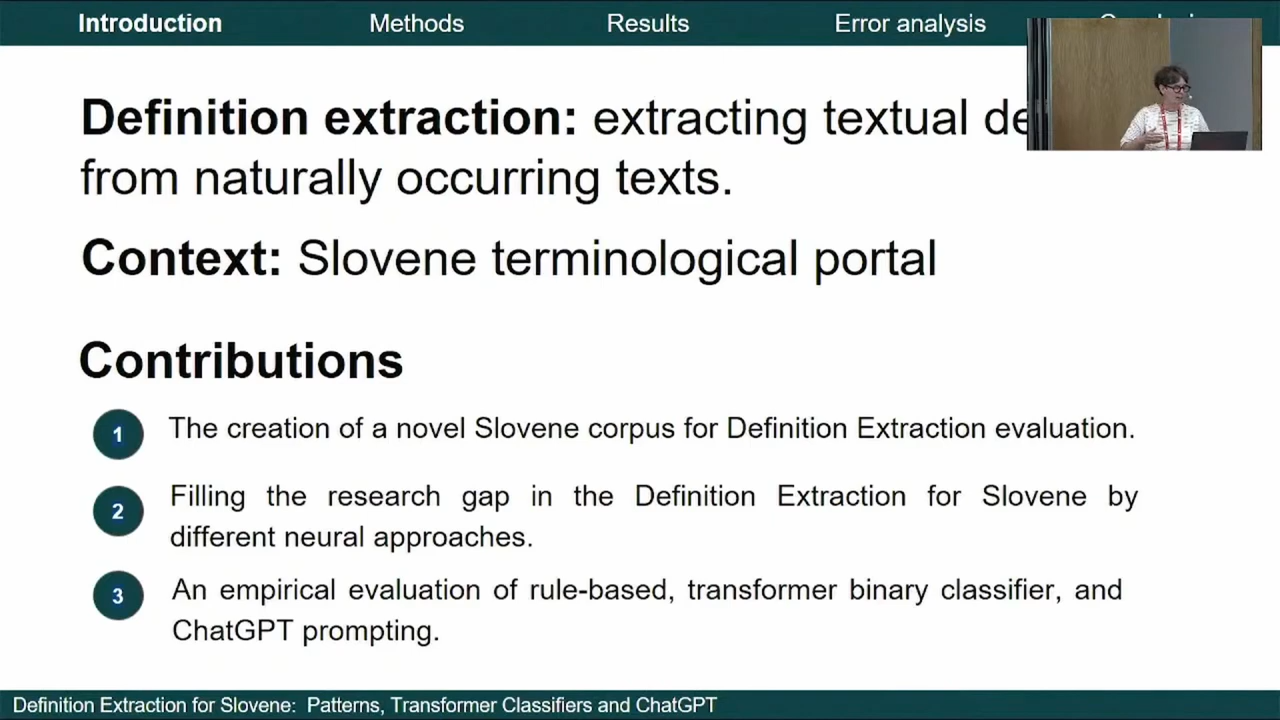 Introduction Methods Results Error analysis
Definition extraction: extracting textual
from naturally occurring texts.
Context: Slovene terminological portal
Contributions
1 The creation of a novel Slovene corpus for Definition Extraction evaluation.
2 Filling the research gap in the Definition Extraction for Slovene by
different neural approaches.
3 An empirical evaluation of rule-based, transformer binary classifier, and
ChatGPT prompting.
Definition Extraction for Slovene: Patterns, Transformer Classifiers and ChatGPT